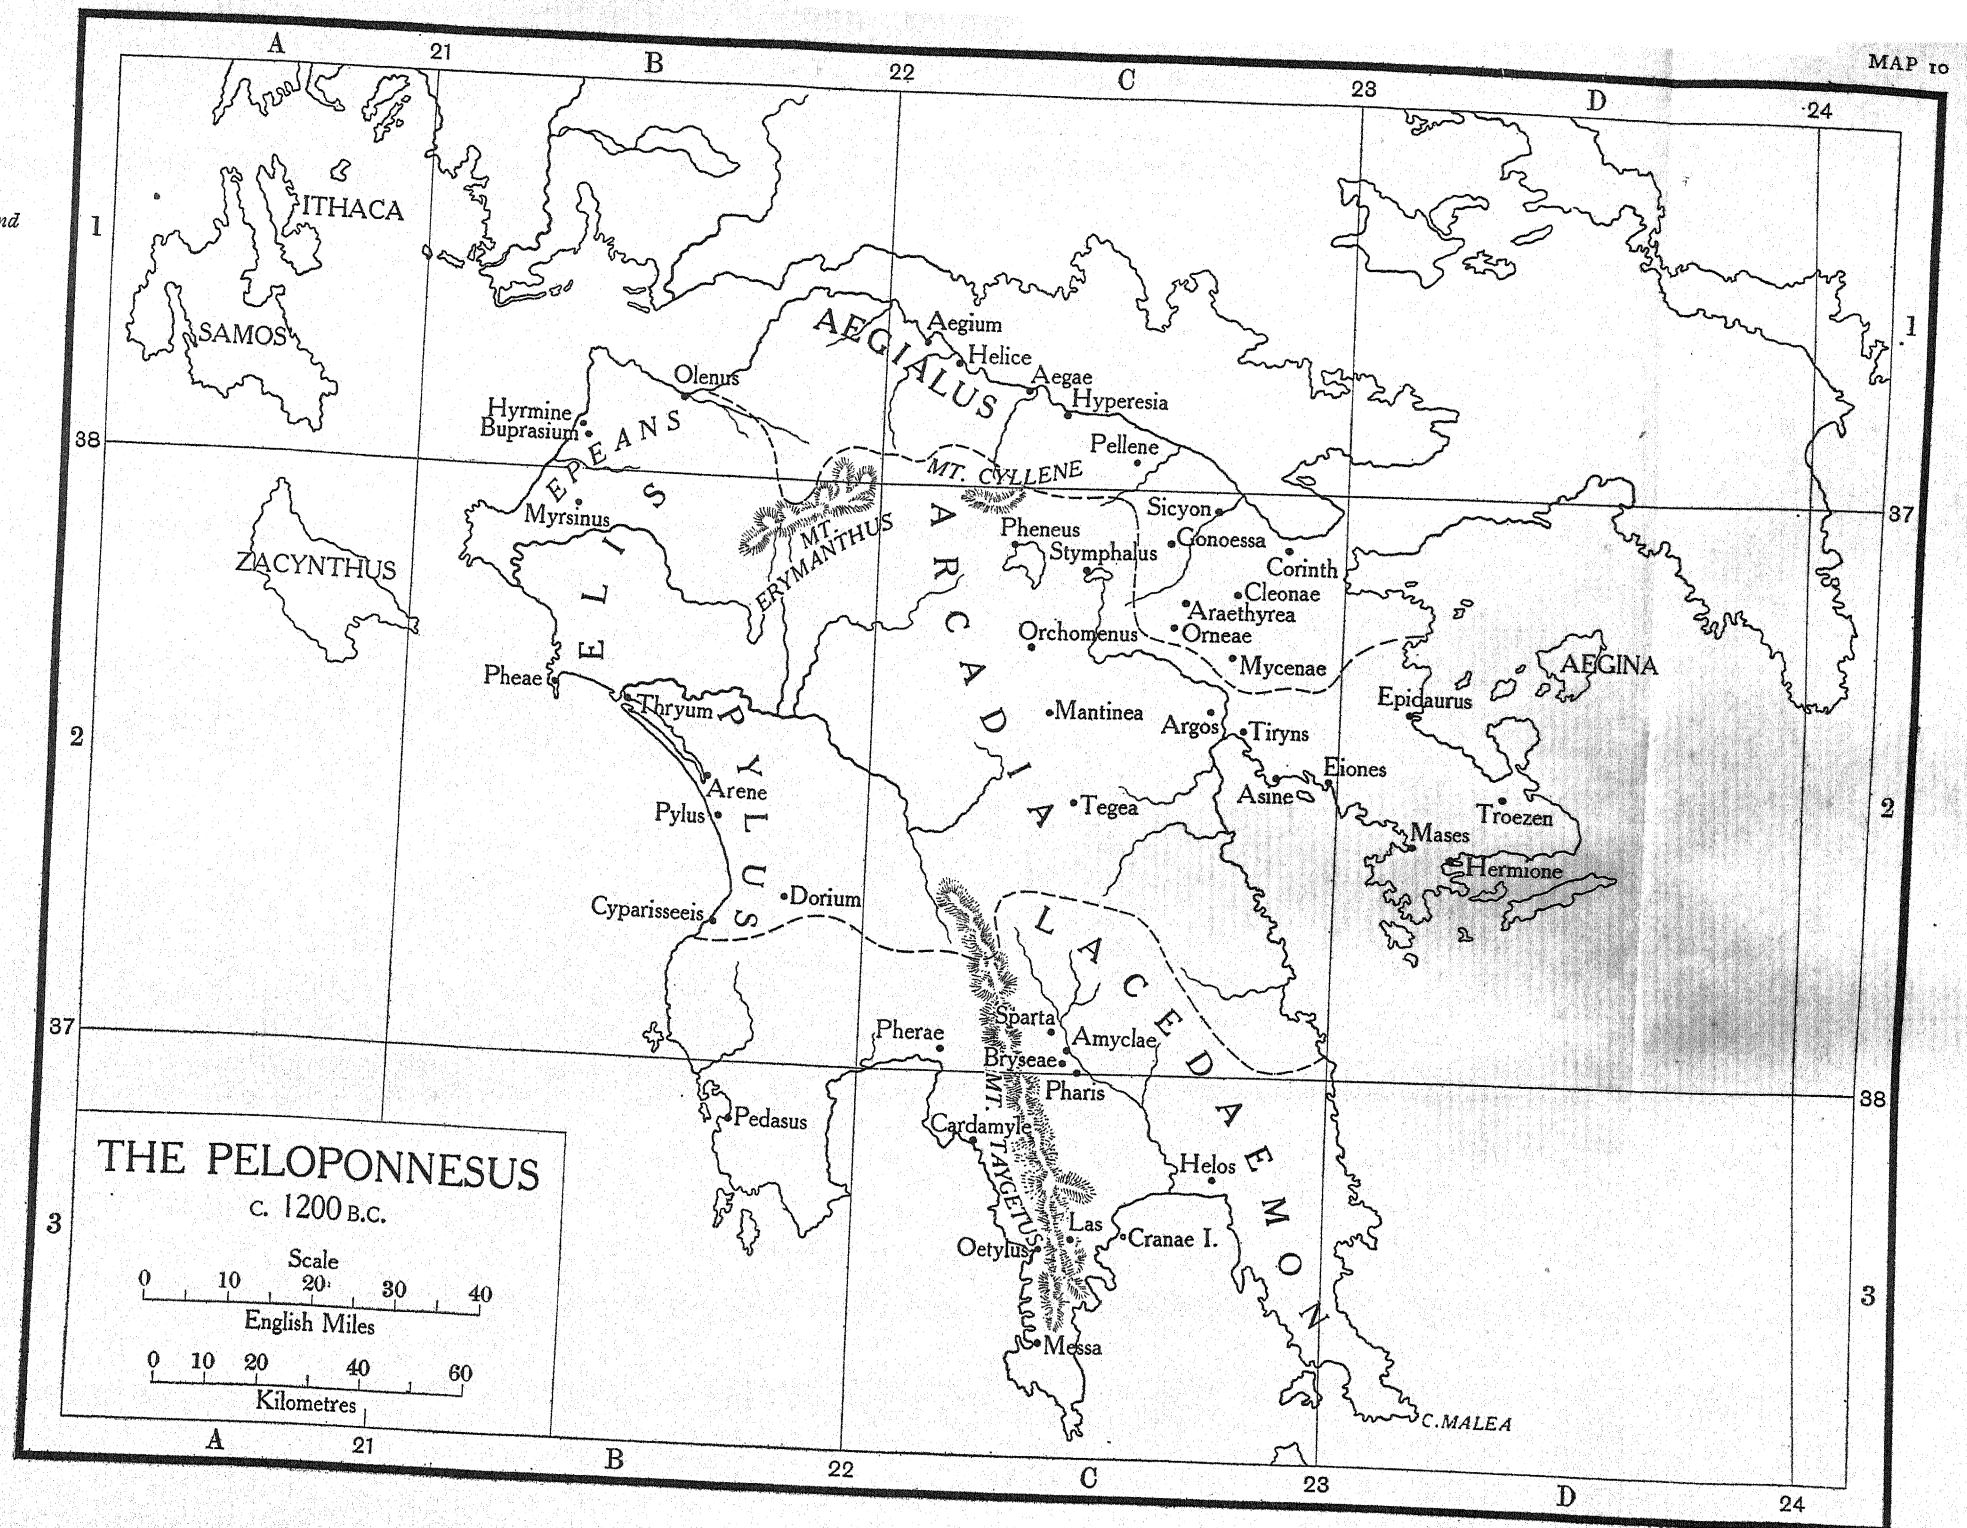 MAP 10
A
21
B
22
C
23
D
24
nd
1
ITHACA
SAMOS
AEGIALUS
Aegium
Helice
Aegae
Hyperesia
1
Olenus
Hyrmine
Buprasium
EPEANS
Pellene
38
MT. CYLLENE
Myrsinus
Sicyon
37
MT.
ERYMANTHUS
Pheneus
Stymphalus
Gonoessa
Corinth
ZACYNTHUS
ELIS
ARCADIA
Cleonae
Araethyrea
Orchomenus
Orneae
Mycenae
AEGINA
Pheae
Thryum
Epidaurus
PYLUS
Mantinea
Argos
Tiryns
2
Arene
Eiones
Asine
Pylus
Tegea
Troezen
2
Mases
Hermione
Dorium
Cyparisseeis
LACEDAEMON
37
Pherae
Sparta
Amyclae
Bryseae
Pharis
38
Pedasus
Cardamyle
MT. TAYGETUS
Helos
Las
Oetylus
Cranae I.
3
Messa
C. MALEA
3
THE PELOPONNESUS
C. 1200 B.C.
Scale
0 10 20 30 40
English Miles
0 10 20 40 60
Kilometres
A
21
B
22
C
23
D
24